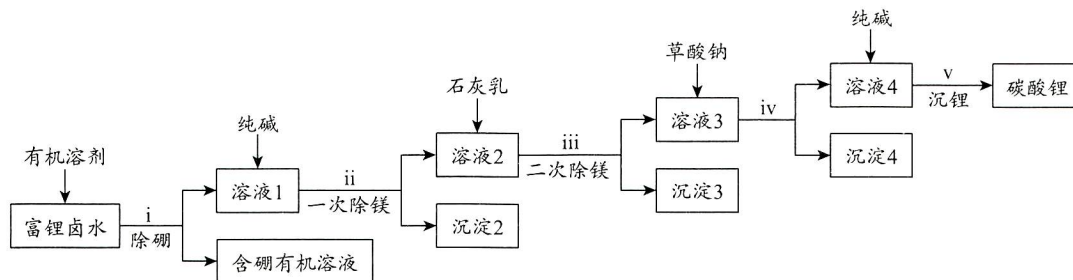 有机溶剂
富锂卤水
i
除硼
纯碱
溶液1
含硼有机溶液
ii
一次除镁
石灰乳
溶液2
沉淀2
iii
二次除镁
草酸钠
溶液3
沉淀3
iv
纯碱
溶液4
沉淀4
v
沉锂
碳酸锂